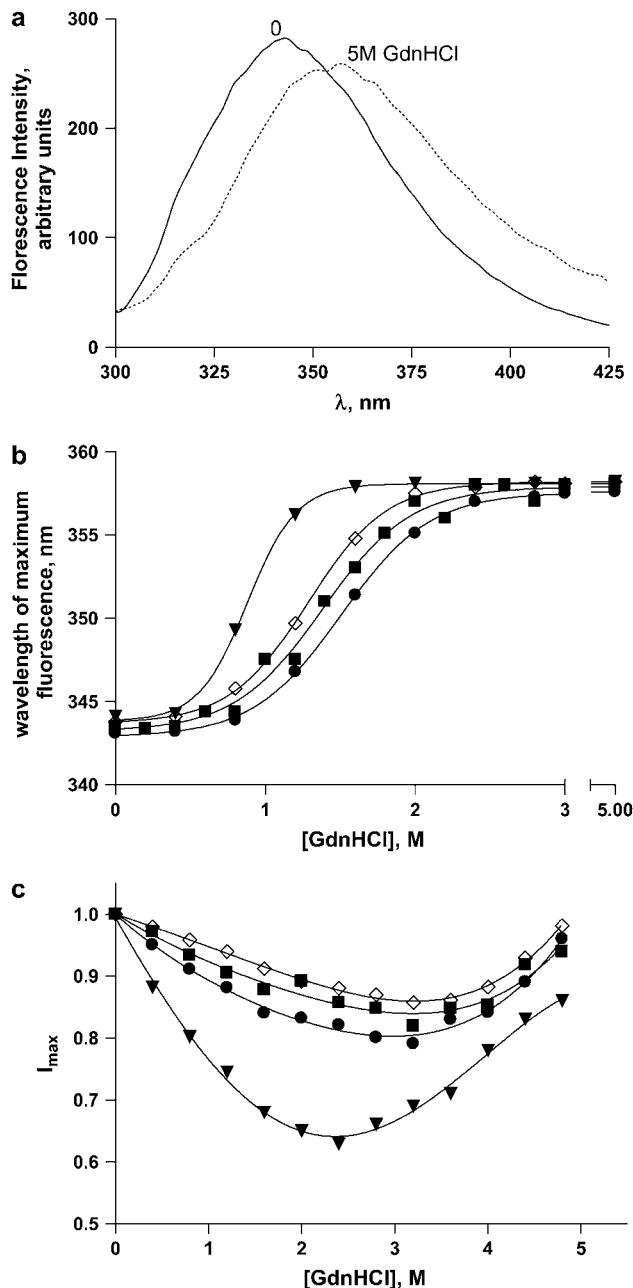 a
300
200
100
0
Florescence Intensity,
arbitrary units
0
5M GdnHCl
300
325
350
375
400
425
λ, nm
b
360
355
350
345
340
wavelength of maximum
fluorescence, nm
0
1
2
3
5.00
[GdnHCl], M
c
1.0
0.9
0.8
0.7
0.6
0.5
Imax
0
1
2
3
4
5
[GdnHCl], M